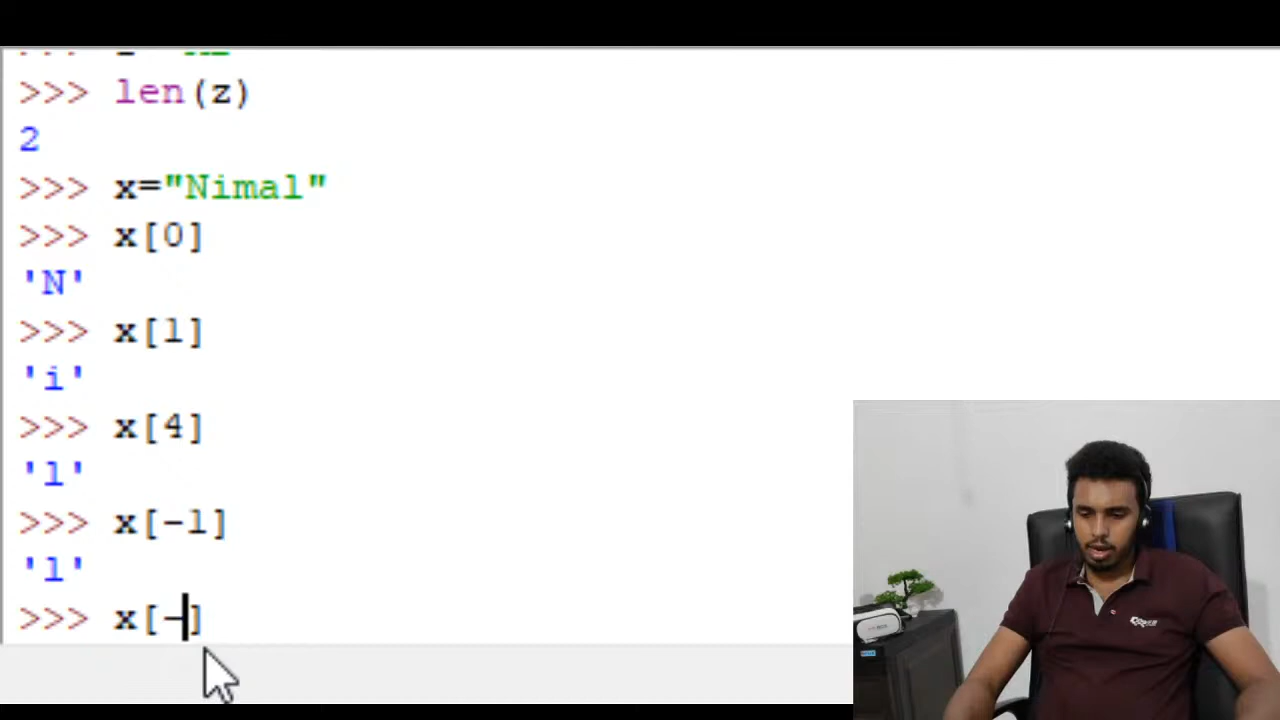 >>> len(z)
2
>>> x="Nimal"
>>> x[0]
'N'
>>> x[1]
'i'
>>> x[4]
'l'
>>> x[-1]
'l'
>>> x[-]